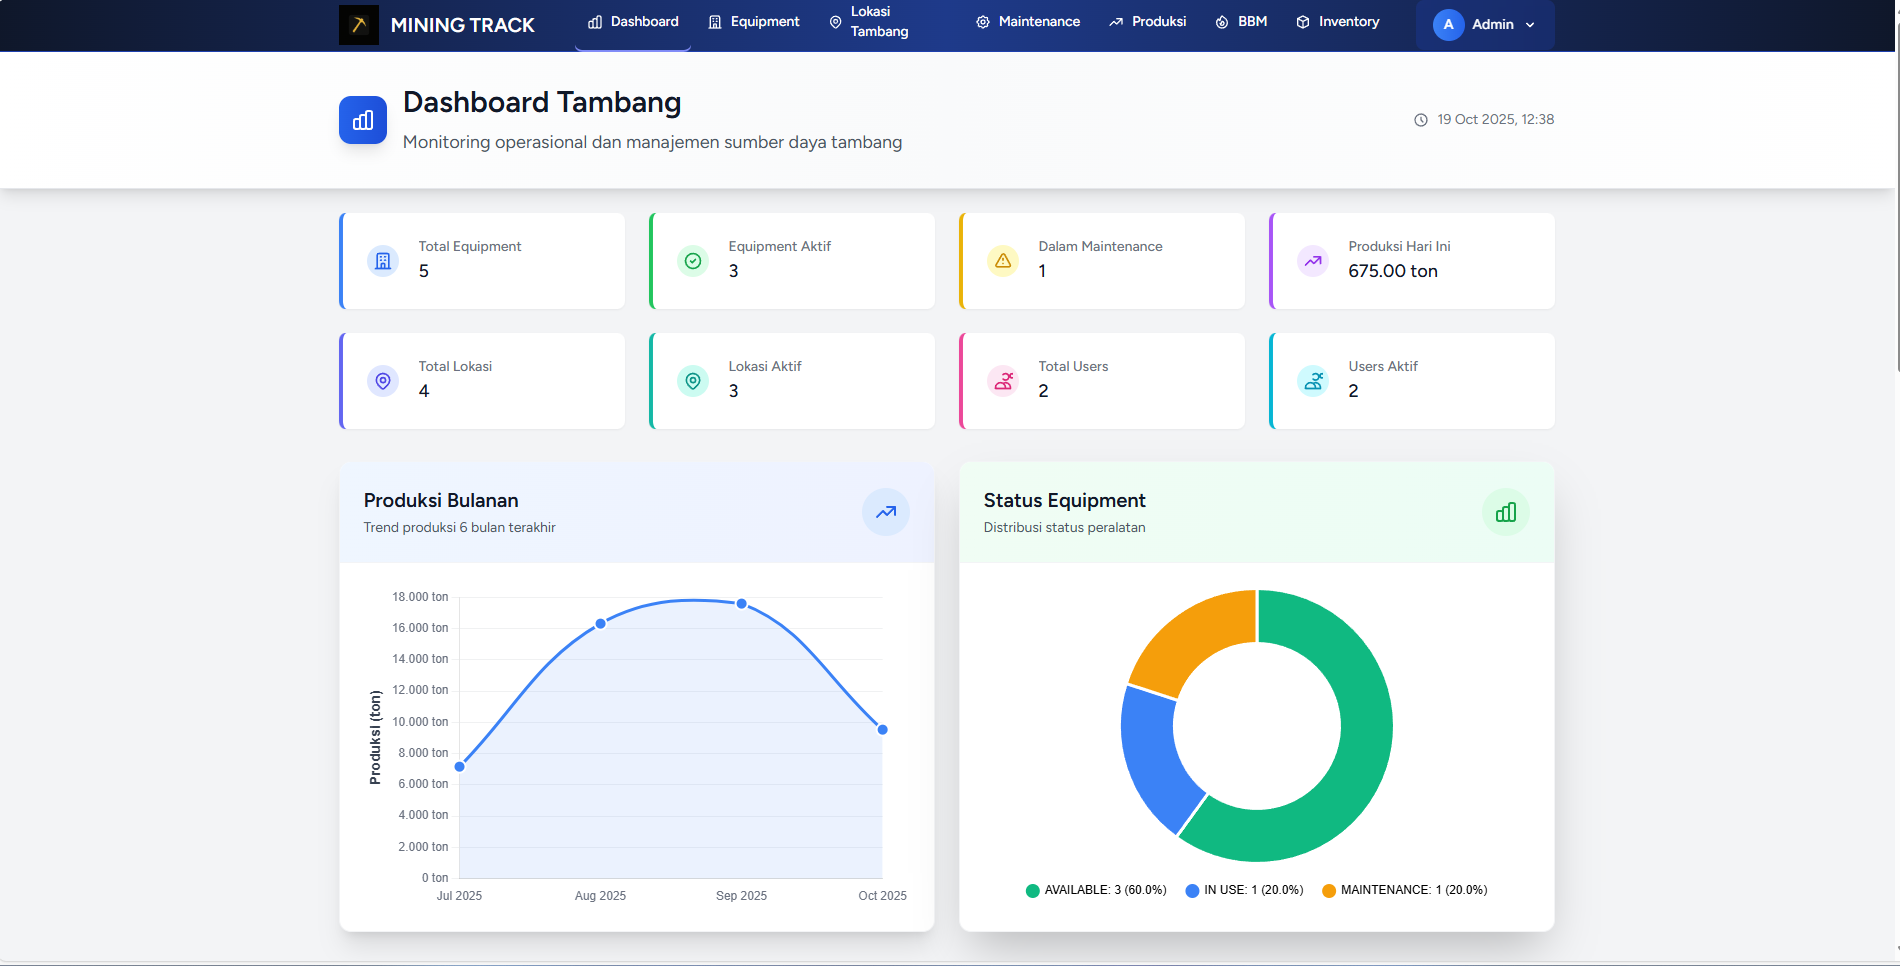 MINING TRACK
Dashboard
Equipment
Lokasi
Tambang
Maintenance
Produksi
BBM
Inventory
A
Admin
Dashboard Tambang
Monitoring operasional dan manajemen sumber daya tambang
19 Oct 2025, 12:38
Total Equipment
5
Equipment Aktif
3
Dalam Maintenance
1
Produksi Hari Ini
675.00 ton
Total Lokasi
4
Lokasi Aktif
3
Total Users
2
Users Aktif
2
Produksi Bulanan
Trend produksi 6 bulan terakhir
18.000 ton
16.000 ton
14.000 ton
12.000 ton
10.000 ton
8.000 ton
6.000 ton
4.000 ton
2.000 ton
0 ton
Produksi (ton)
Jul 2025
Aug 2025
Sep 2025
Oct 2025
Status Equipment
Distribusi status peralatan
AVAILABLE: 3 (60.0%)
IN USE: 1 (20.0%)
MAINTENANCE: 1 (20.0%)